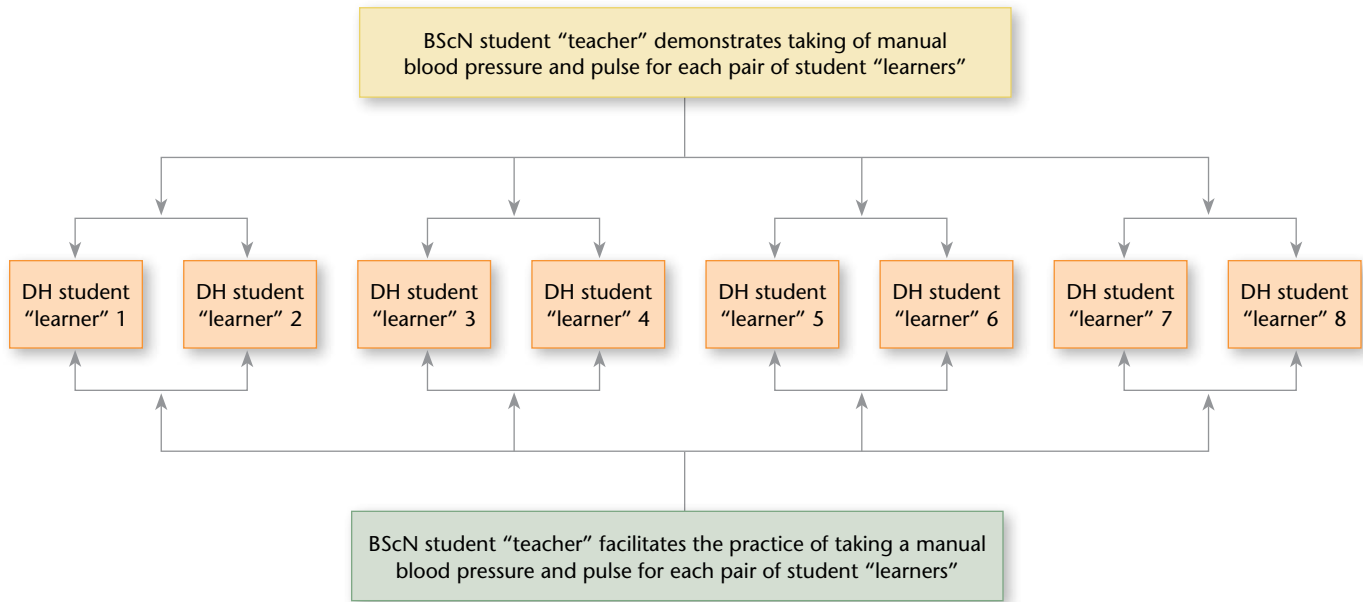 BScN student “teacher” demonstrates taking of manual
blood pressure and pulse for each pair of student “learners”
DH student
“learner” 1
DH student
“learner” 2
DH student
“learner” 3
DH student
“learner” 4
DH student
“learner” 5
DH student
“learner” 6
DH student
“learner” 7
DH student
“learner” 8
BScN student “teacher” facilitates the practice of taking a manual
blood pressure and pulse for each pair of student “learners”